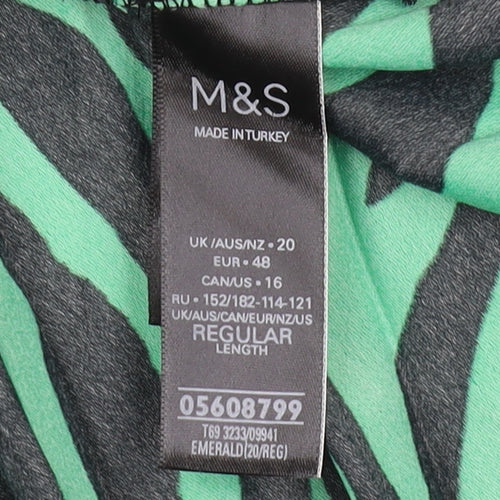 M&S
MADE IN TURKEY
UK/AUS/NZ • 20
EUR • 48
CAN/US • 16
RU • 152/182-114-121
UK/AUS/CAN/EUR/NZ/US
REGULAR
LENGTH
05608799
T69 3233/09941
EMERALD(20/REG)